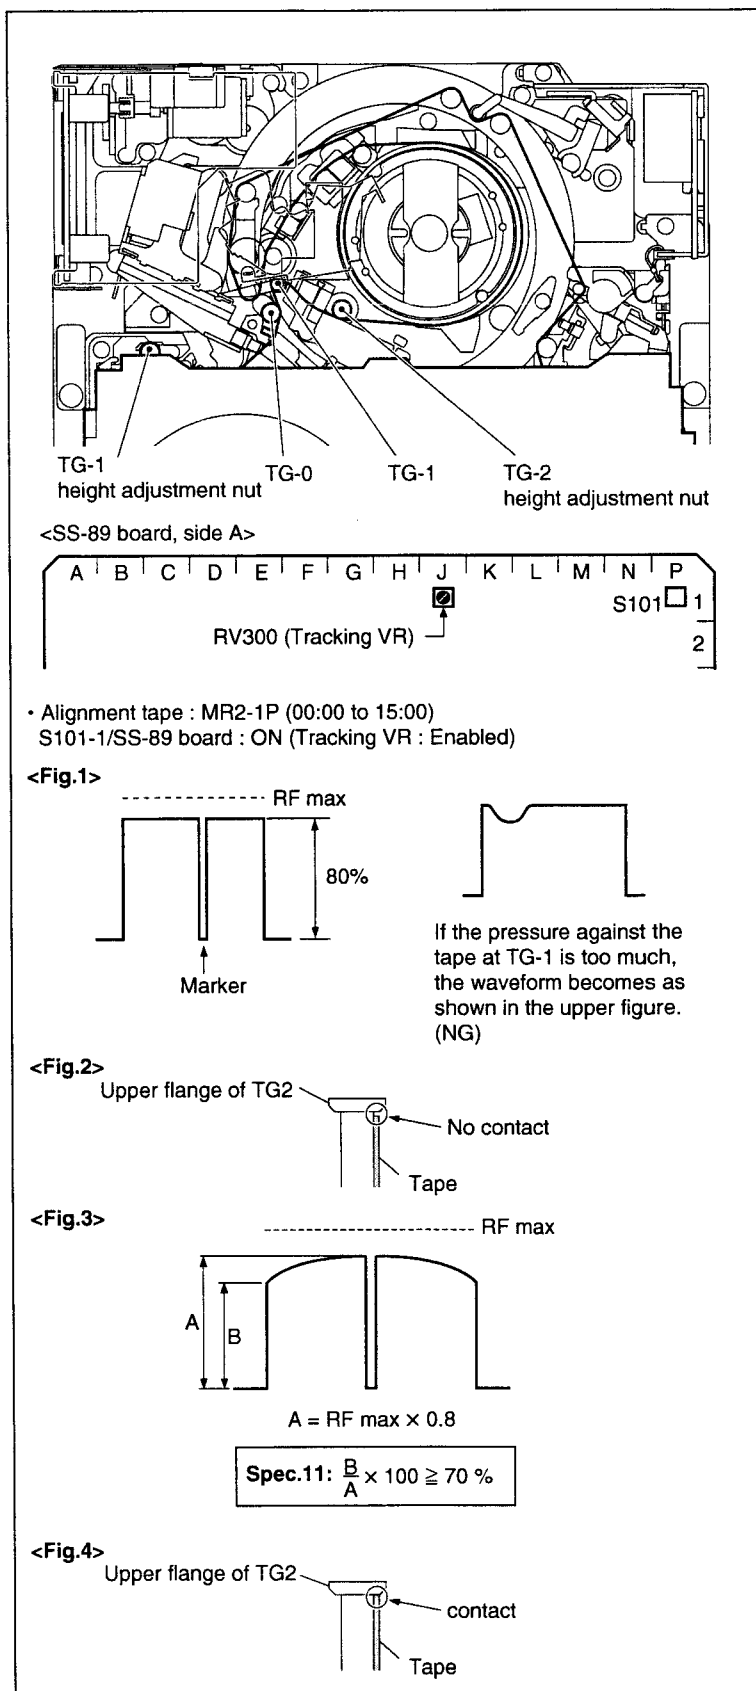 TG-1
height adjustment nut
TG-0
TG-1
TG-2
height adjustment nut
<SS-89 board, side A>
A B C D E F G H J K L M N P
S101 1
RV300 (Tracking VR)
2
• Alignment tape : MR2-1P (00:00 to 15:00)
S101-1/SS-89 board : ON (Tracking VR : Enabled)
<Fig.1>
RF max
80%
Marker
If the pressure against the
tape at TG-1 is too much,
the waveform becomes as
shown in the upper figure.
(NG)
<Fig.2>
Upper flange of TG2
No contact
Tape
<Fig.3>
RF max
A
B
A = RF max × 0.8
Spec.11: B/A × 100 ≧ 70 %
<Fig.4>
Upper flange of TG2
contact
Tape